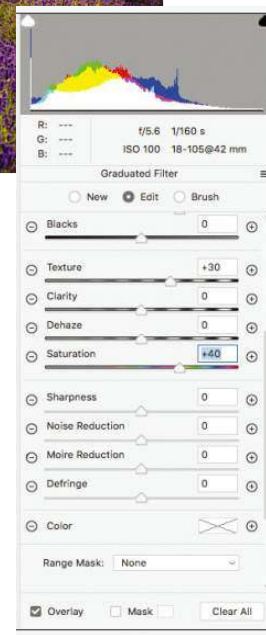 R: ---
G: ---
B: ---
f/5.6 1/160 s
ISO 100 18-105@42 mm
Graduated Filter
New Edit Brush
Blacks 0
Texture +30
Clarity 0
Dehaze 0
Saturation +40
Sharpness 0
Noise Reduction 0
Moire Reduction 0
Defringe 0
Color
Range Mask: None
Overlay Mask Clear All